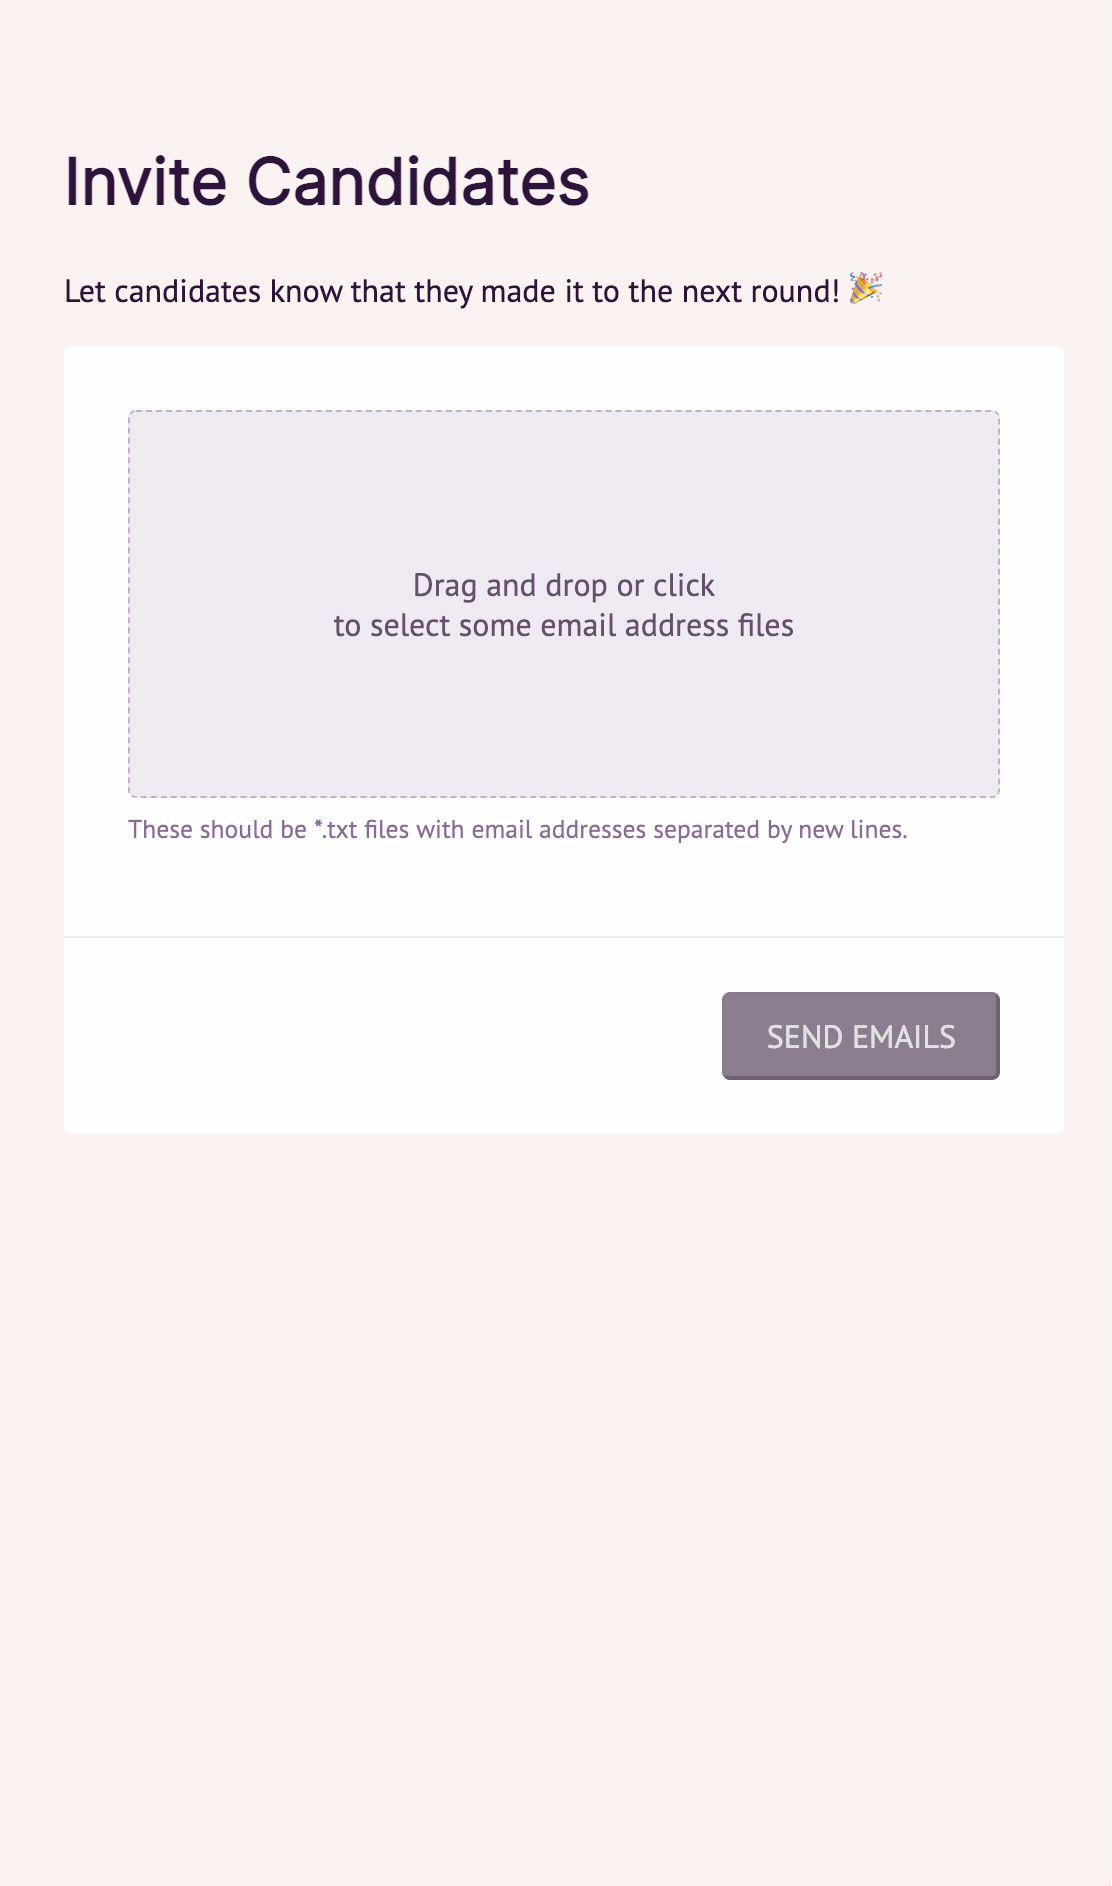 Invite Candidates
Let candidates know that they made it to the next round! 🎉
Drag and drop or click
to select some email address files
These should be *.txt files with email addresses separated by new lines.
SEND EMAILS